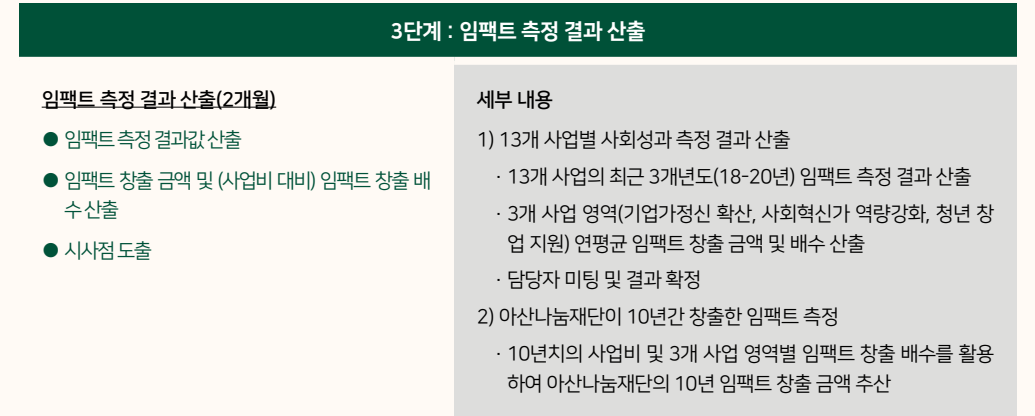 3단계 : 임팩트 측정 결과 산출
임팩트 측정 결과 산출(2개월)
● 임팩트 측정 결과값 산출
● 임팩트 창출 금액 및 (사업비 대비) 임팩트 창출 배
수 산출
● 시사점 도출
세부 내용
1) 13개 사업별 사회성과 측정 결과 산출
· 13개 사업의 최근 3개년도(18-20년) 임팩트 측정 결과 산출
· 3개 사업 영역(기업가정신 확산, 사회혁신가 역량강화, 청년 창
업 지원) 연평균 임팩트 창출 금액 및 배수 산출
· 담당자 미팅 및 결과 확정
2) 아산나눔재단이 10년간 창출한 임팩트 측정
· 10년치의 사업비 및 3개 사업 영역별 임팩트 창출 배수를 활용
하여 아산나눔재단의 10년 임팩트 창출 금액 추산